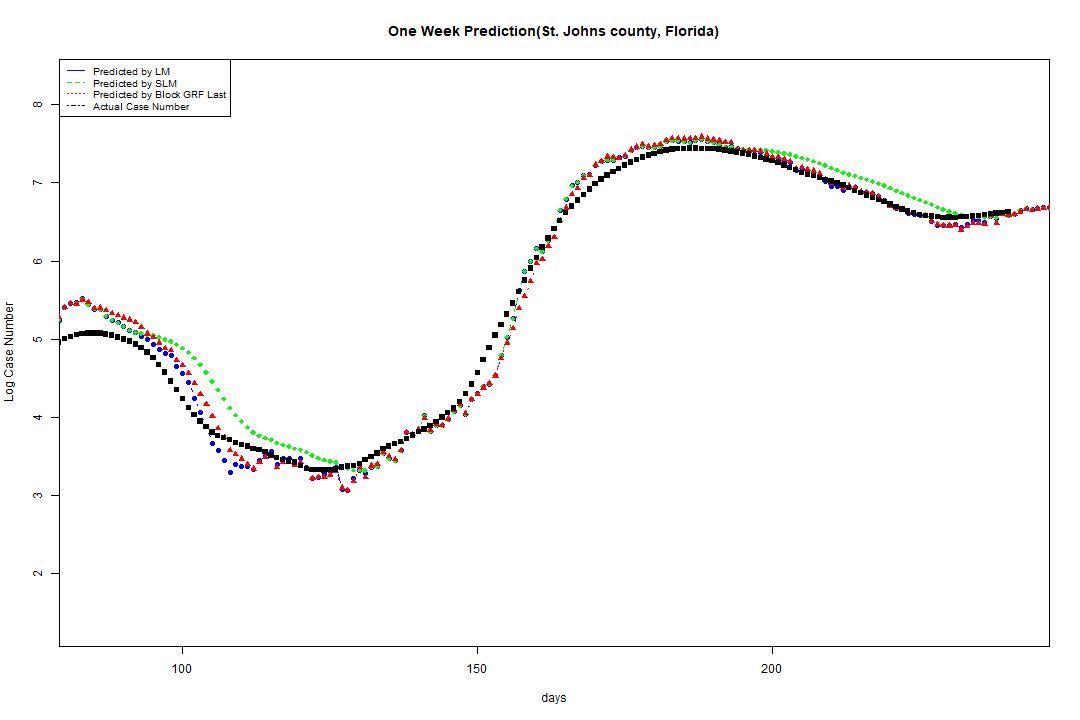 One Week Prediction(St. Johns county, Florida)
Predicted by LM
Predicted by SLM
Predicted by Block GRF Last
Actual Case Number
8
7
6
5
4
3
2
Log Case Number
100
150
200
days